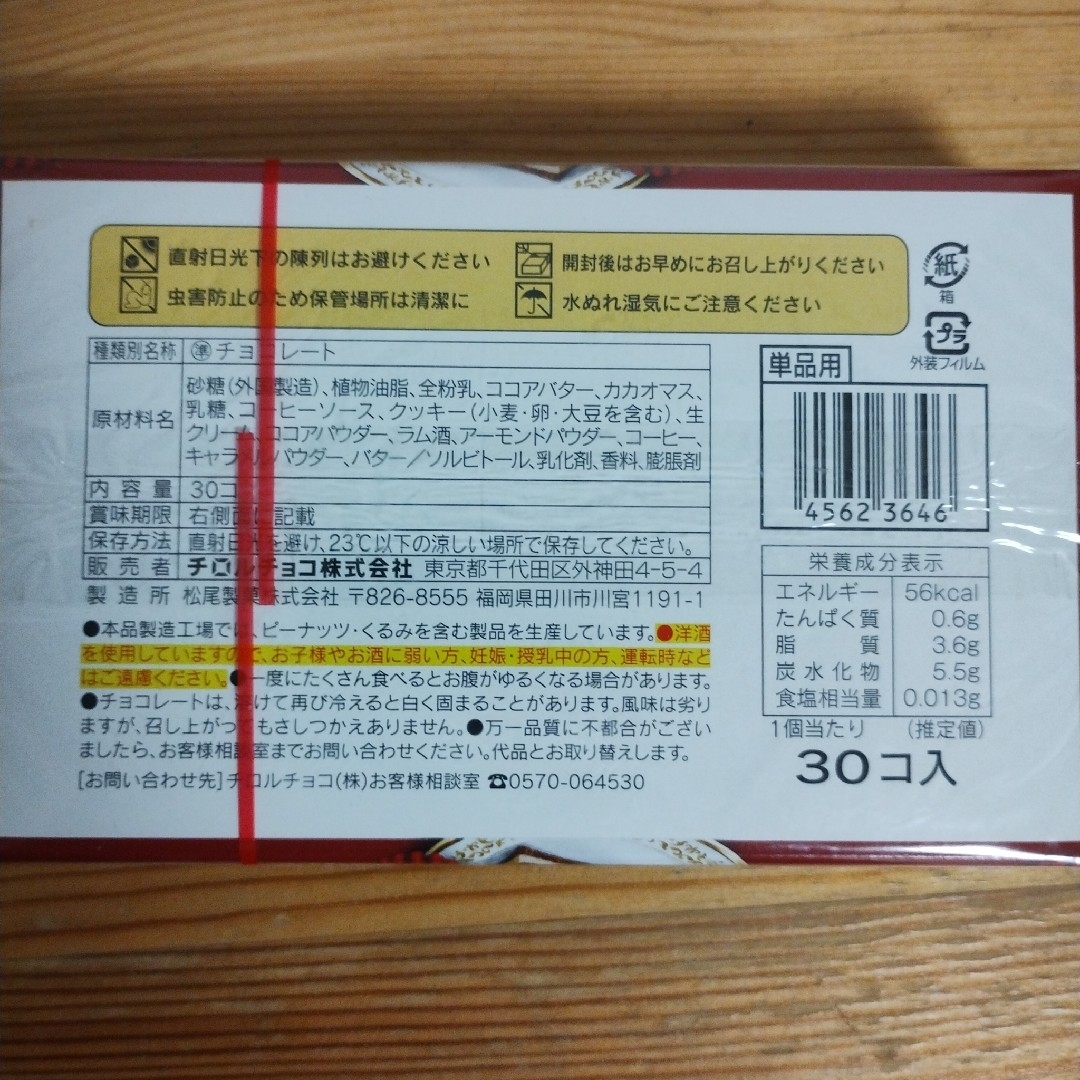 直射日光下の陳列はお避けください
開封後はお早めにお召し上がりください
虫害防止のため保管場所は清潔に
水ぬれ湿気にご注意ください
紙
箱
プラ
外装フィルム
種類別名称 ㊜チョコレート
原材料名
砂糖(外国製造)、植物油脂、全粉乳、ココアバター、カカオマス、
乳糖、コーヒーソース、クッキー(小麦・卵・大豆を含む)、生
クリーム、ココアパウダー、ラム酒、アーモンドパウダー、コーヒー、
キャラメルパウダー、バター/ソルビトール、乳化剤、香料、膨脹剤
内容量 30コ
賞味期限 右側面に記載
保存方法 直射日光を避け、23℃以下の涼しい場所で保存してください。
販売者 チロルチョコ株式会社 東京都千代田区外神田4-5-4
製造所 松尾製菓株式会社 〒826-8555 福岡県田川市川宮1191-1
●本品製造工場では、ピーナッツ・くるみを含む製品を生産しています。●洋酒
を使用していますので、お子様やお酒に弱い方、妊娠・授乳中の方、運転時など
はご遠慮ください。●一度にたくさん食べるとお腹がゆるくなる場合があります。
●チョコレートは、溶けて再び冷えると白く固まることがあります。風味は劣り
ますが、召し上がってもさしつかえありません。●万一品質に不都合がござい
ましたら、お客様相談室までお問い合わせください。代品とお取り替えします。
[お問い合わせ先]チロルチョコ(株)お客様相談室 ☎0570-064530
単品用
4562 3646
栄養成分表示
エネルギー 56kcal
たんぱく質 0.6g
脂質 3.6g
炭水化物 5.5g
食塩相当量 0.013g
1個当たり (推定値)
30コ入